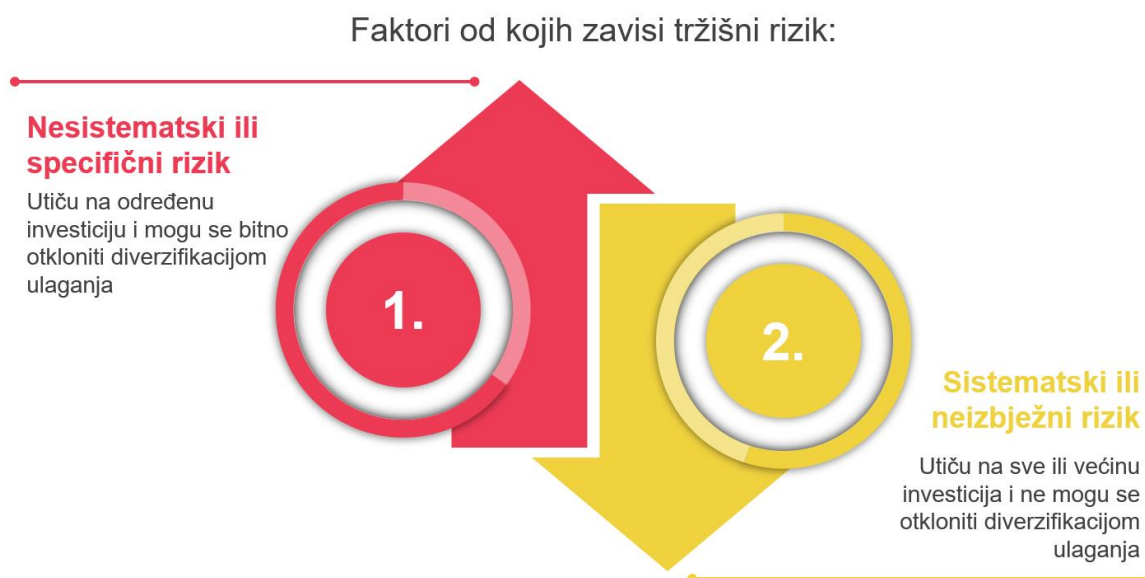 Faktori od kojih zavisi tržišni rizik:
Nesistematski ili
specifični rizik
Utiču na određenu
investiciju i mogu se bitno
otkloniti diverzifikacijom
ulaganja
1.
2.
Sistematski ili
neizbježni rizik
Utiču na sve ili većinu
investicija i ne mogu se
otkloniti diverzifikacijom
ulaganja